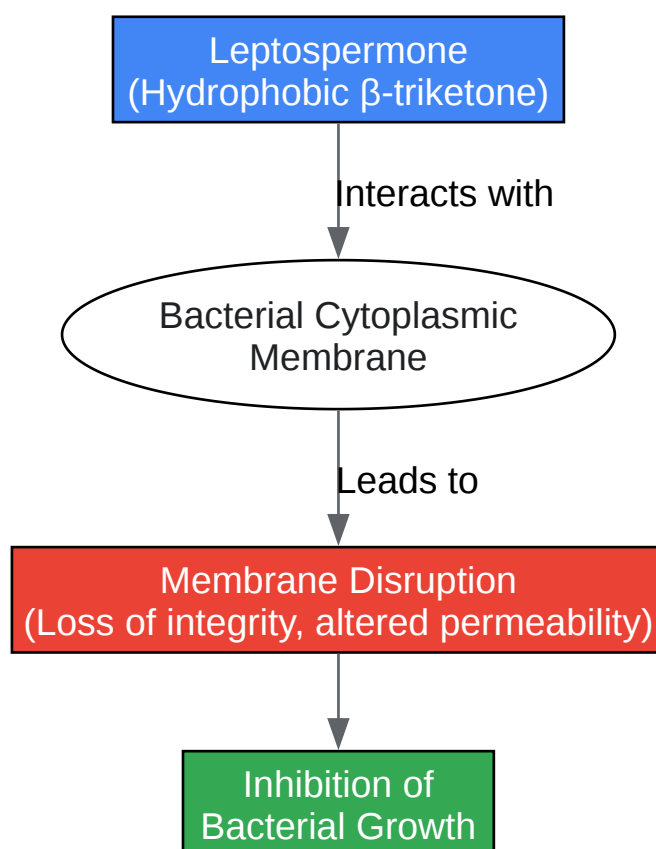 Leptospermone
(Hydrophobic β-triketone)
Interacts with
Bacterial Cytoplasmic
Membrane
Leads to
Membrane Disruption
(Loss of integrity, altered permeability)
Inhibition of
Bacterial Growth